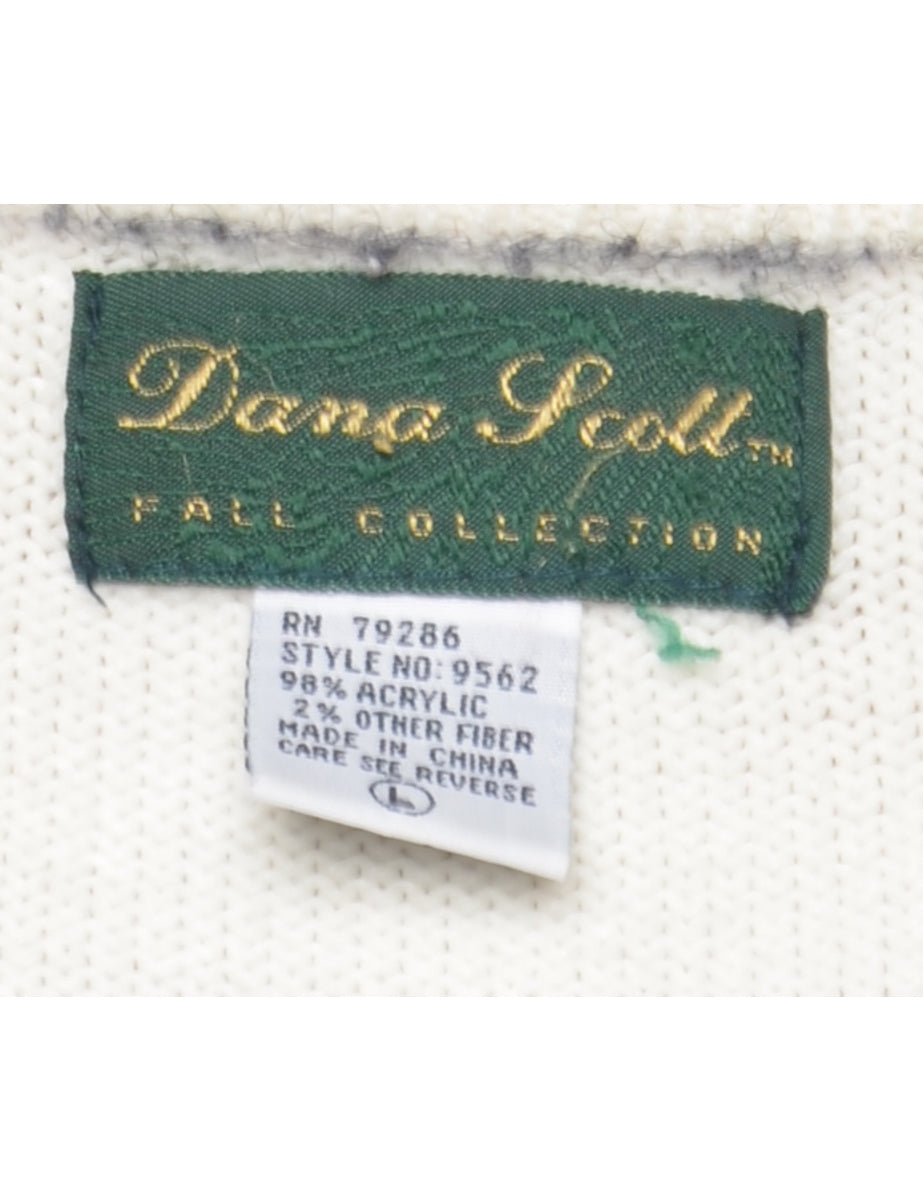 Dana Scott™
FALL COLLECTION
RN 79286
STYLE NO: 9562
98% ACRYLIC
2% OTHER FIBER
MADE IN CHINA
CARE SEE REVERSE
L